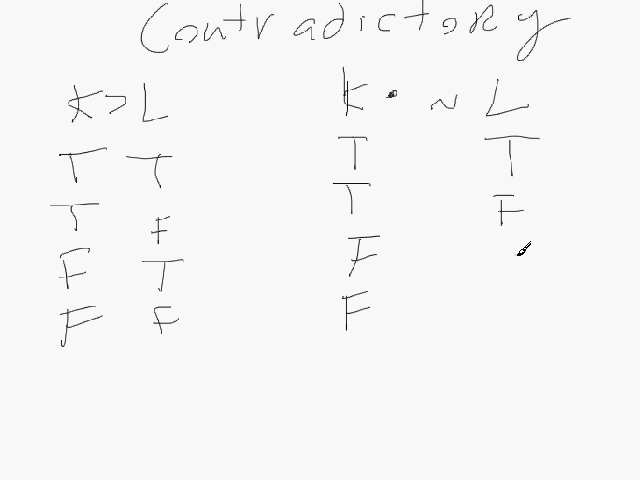 Contradictory
K > L K • ~ L
T T T T
T F T F
F T F
F F F